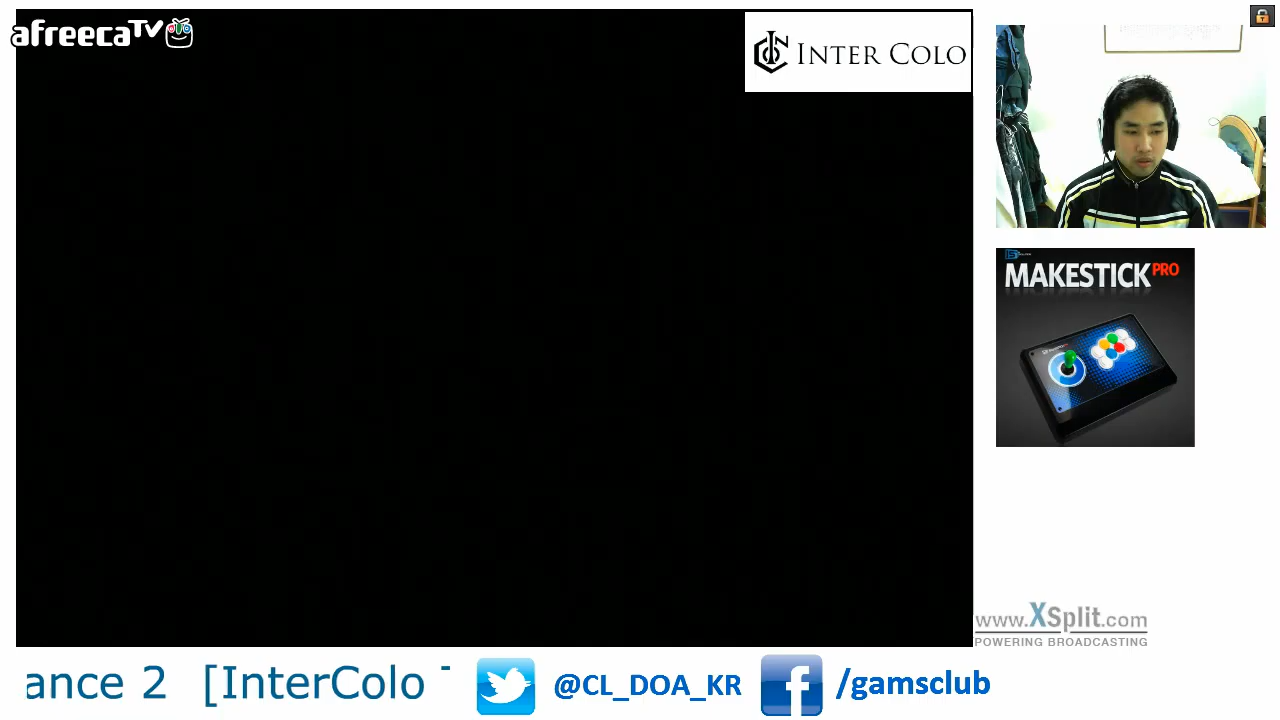 afreecaTV
INTER COLO
MAKESTICK PRO
www.XSplit.com
POWERING BROADCASTING
ance 2 [InterColo
@CL_DOA_KR
/gamsclub